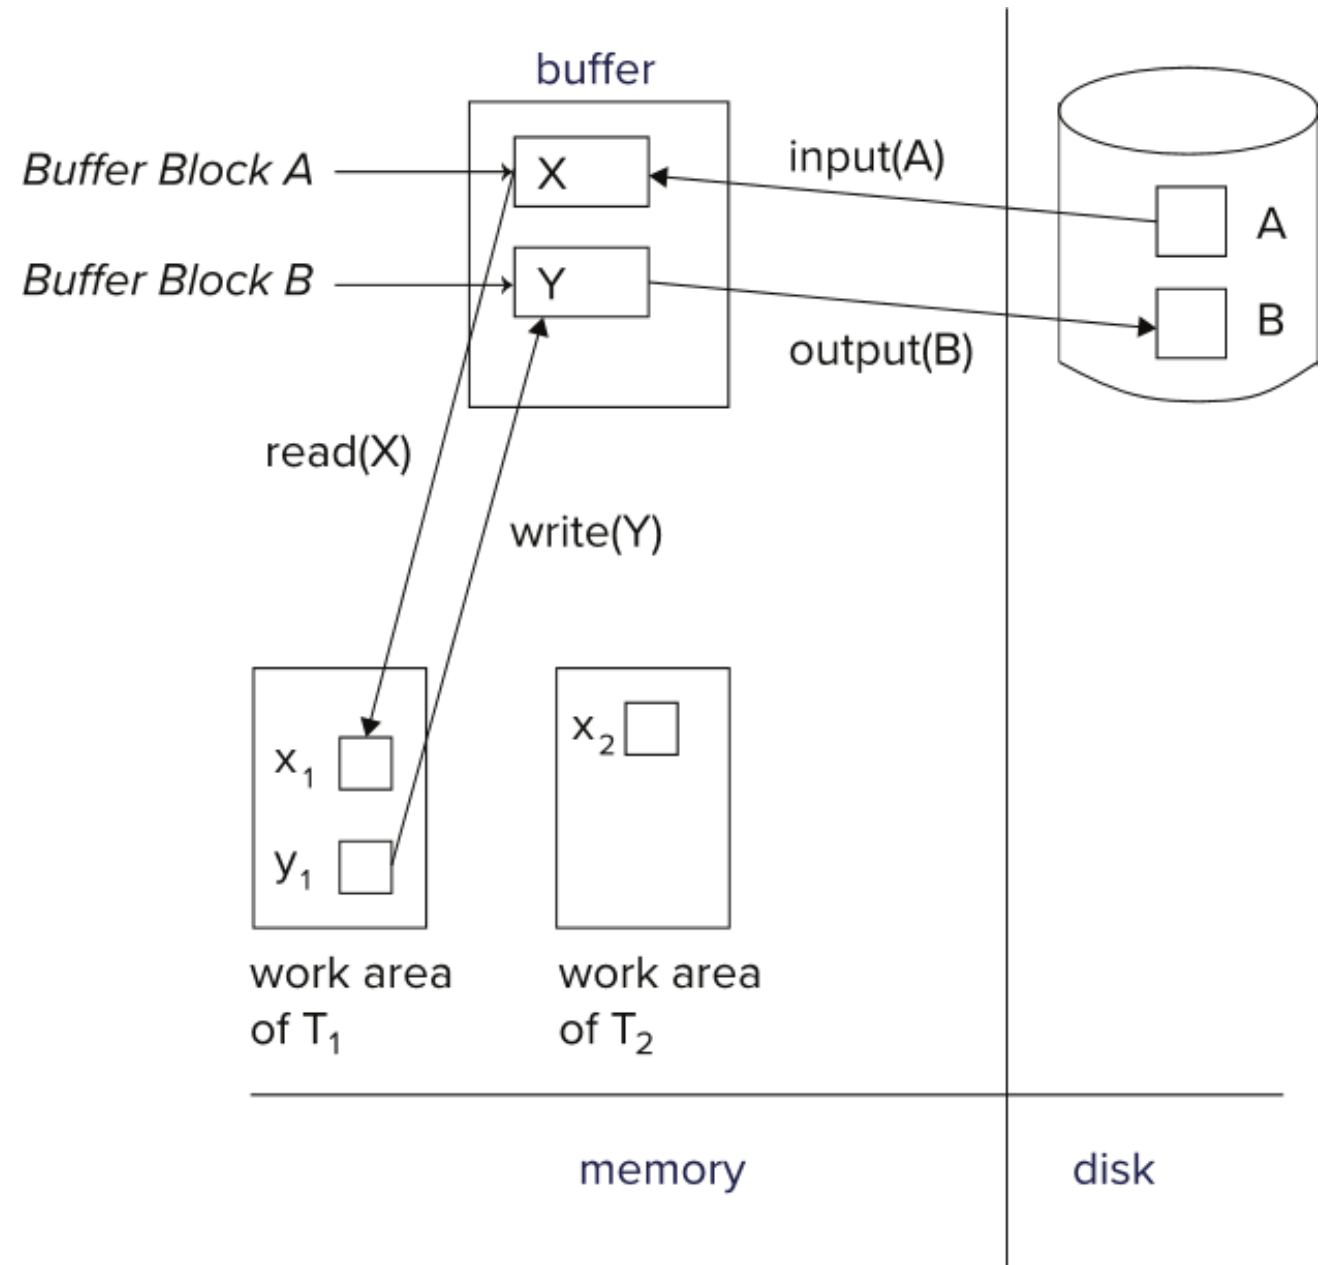 buffer
Buffer Block A
X
input(A)
A
Buffer Block B
Y
B
output(B)
read(X)
write(Y)
x₁
x₂
y₁
work area
of T₁
work area
of T₂
memory
disk